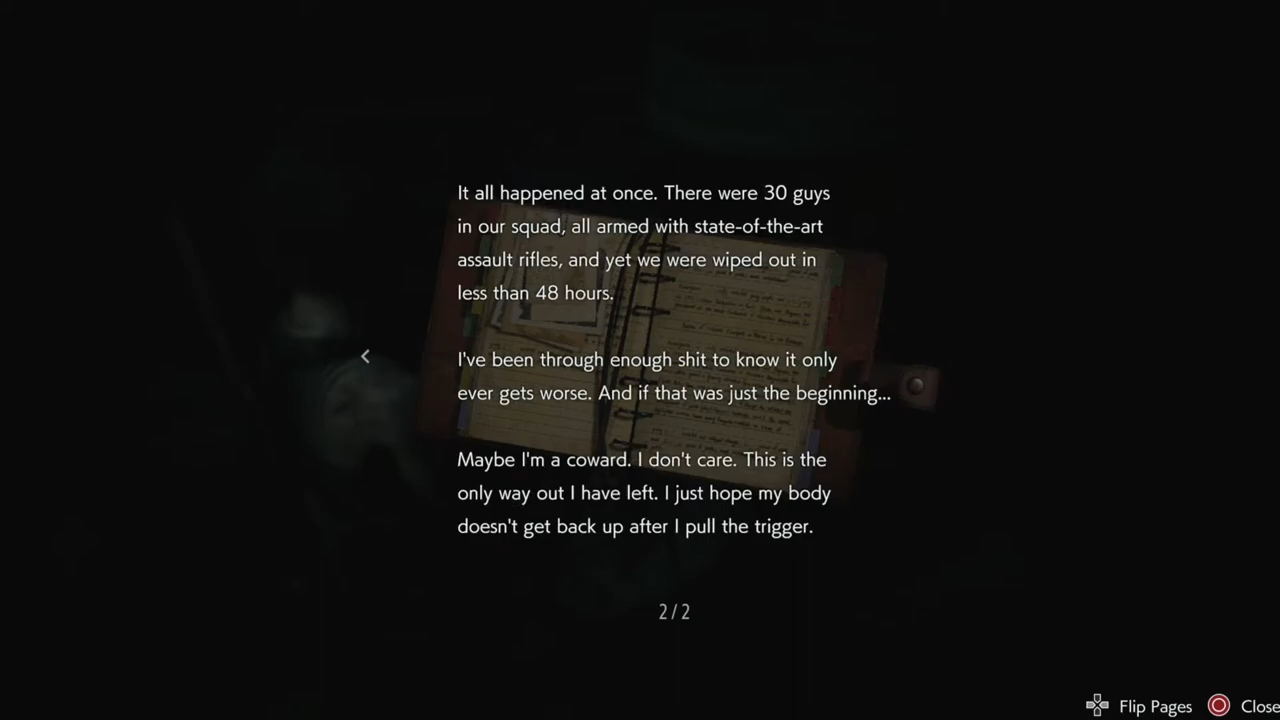 It all happened at once. There were 30 guys
in our squad, all armed with state-of-the-art
assault rifles, and yet we were wiped out in
less than 48 hours.
I've been through enough shit to know it only
ever gets worse. And if that was just the beginning...
Maybe I'm a coward. I don't care. This is the
only way out I have left. I just hope my body
doesn't get back up after I pull the trigger.
2/2
Flip Pages Close